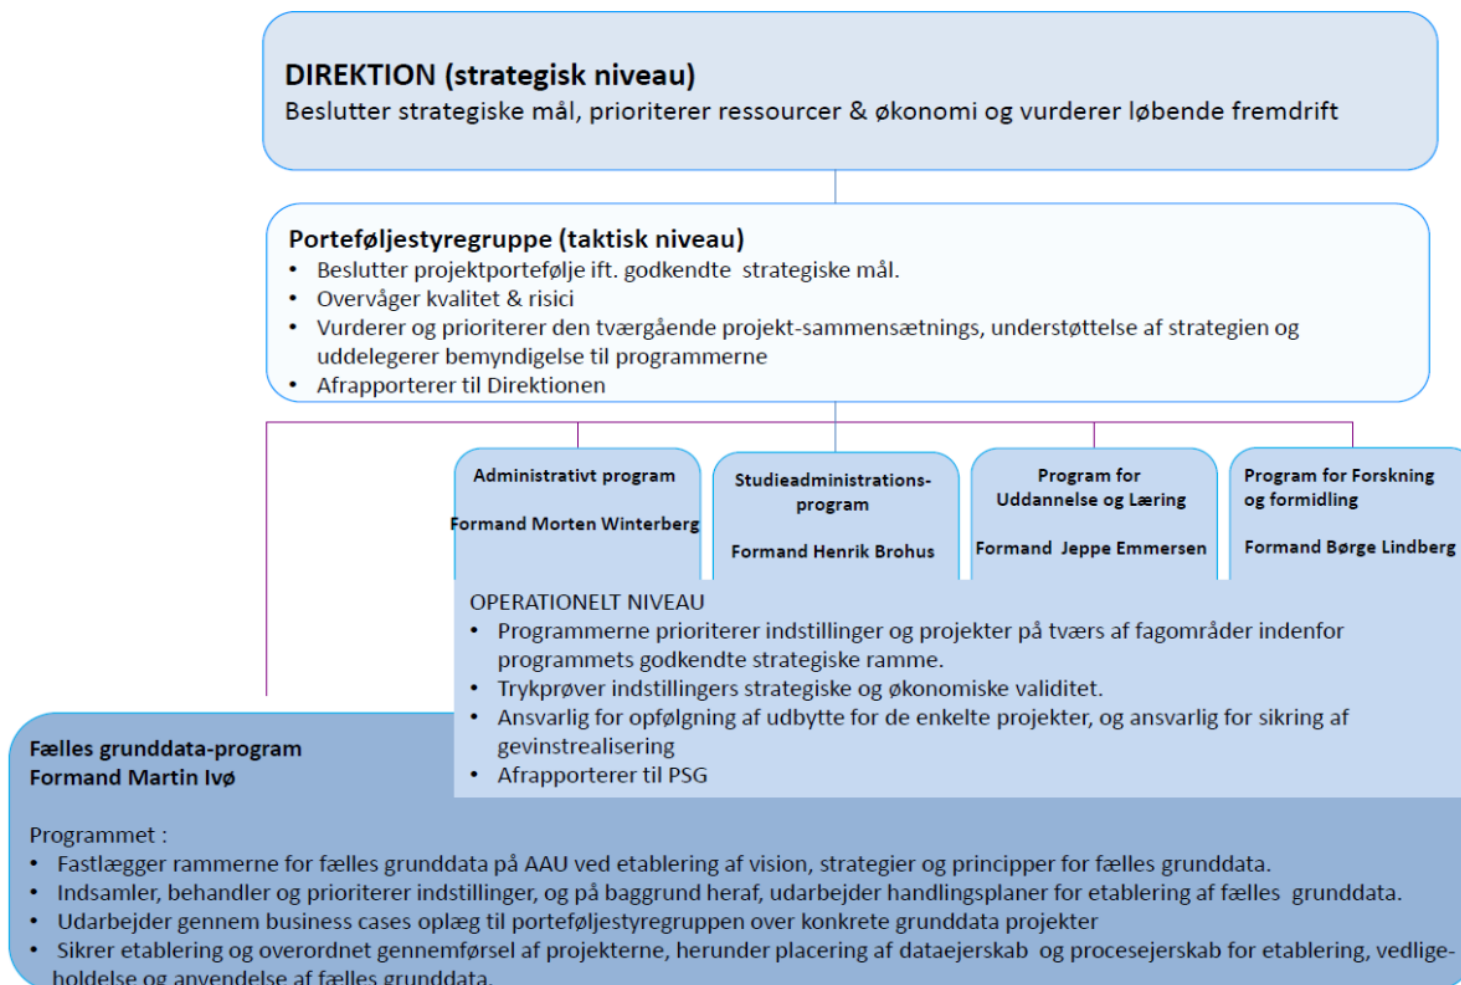 DIREKTION (strategisk niveau)
Beslutter strategiske mål, prioriterer ressourcer & økonomi og vurderer løbende fremdrift
Porteføljestyregruppe (taktisk niveau)
• Beslutter projektportefølje ift. godkendte strategiske mål.
• Overvåger kvalitet & risici
• Vurderer og prioriterer den tværgående projekt-sammensætnings, understøttelse af strategien og
uddelegerer bemyndigelse til programmerne
• Afrapporterer til Direktionen
Administrativt program
Formand Morten Winterberg
Studieadministrations-
program
Formand Henrik Brohus
Program for
Uddannelse og Læring
Formand Jeppe Emmersen
Program for Forskning
og formidling
Formand Børge Lindberg
OPERATIONELT NIVEAU
• Programmerne prioriterer indstillinger og projekter på tværs af fagområder indenfor
programmets godkendte strategiske ramme.
• Trykprøver indstillingers strategiske og økonomiske validitet.
• Ansvarlig for opfølgning af udbytte for de enkelte projekter, og ansvarlig for sikring af
gevinstrealisering
• Afrapporterer til PSG
Fælles grunddata-program
Formand Martin Ivø
Programmet :
• Fastlægger rammerne for fælles grunddata på AAU ved etablering af vision, strategier og principper for fælles grunddata.
• Indsamler, behandler og prioriterer indstillinger, og på baggrund heraf, udarbejder handlingsplaner for etablering af fælles grunddata.
• Udarbejder gennem business cases oplæg til porteføljestyregruppen over konkrete grunddata projekter
• Sikrer etablering og overordnet gennemførsel af projekterne, herunder placering af dataejerskab og procesejerskab for etablering, vedlige-
holdelse og anvendelse af fælles grunddata.